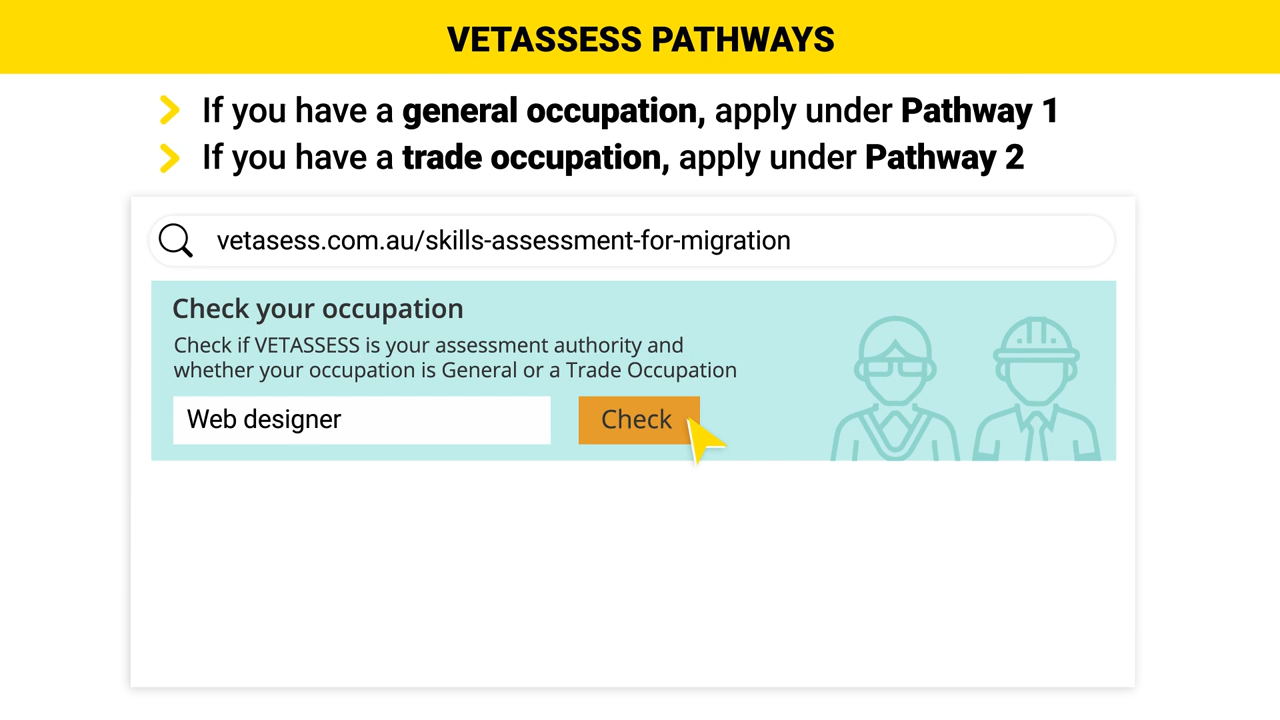 VETASSESS PATHWAYS
If you have a general occupation, apply under Pathway 1
If you have a trade occupation, apply under Pathway 2
vetasess.com.au/skills-assessment-for-migration
Check your occupation
Check if VETASSESS is your assessment authority and
whether your occupation is General or a Trade Occupation
Web designer
Check